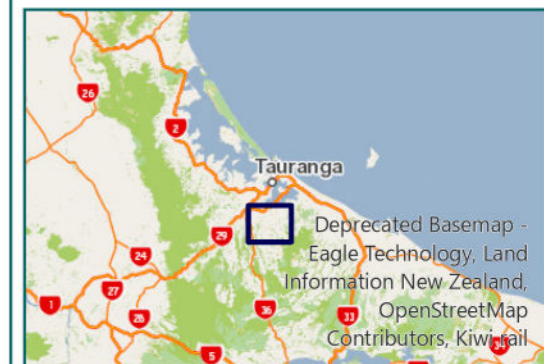 26
2
Tauranga
29
Deprecated Basemap -
Eagle Technology, Land
Information New Zealand,
OpenStreetMap
Contributors, Kiwirail
24
27
1
28
36
33
5